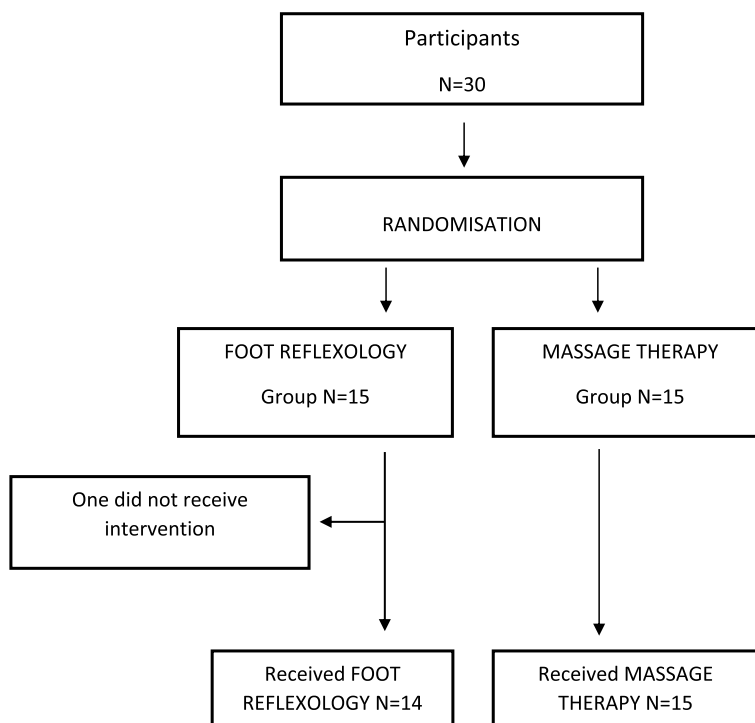 Participants
N=30
RANDOMISATION
FOOT REFLEXOLOGY
Group N=15
MASSAGE THERAPY
Group N=15
One did not receive
intervention
Received FOOT
REFLEXOLOGY N=14
Received MASSAGE
THERAPY N=15